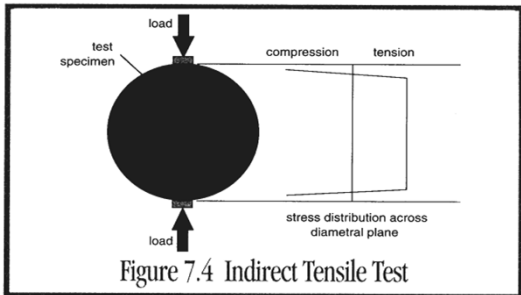 load
test
specimen
compression
tension
stress distribution across
diametral plane
load
Figure 7.4 Indirect Tensile Test